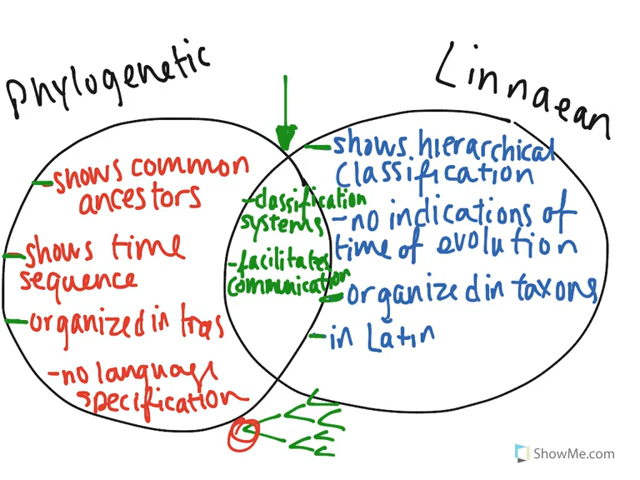 Phylogenetic
Linnaean
-shows common
ancestors
-shows time
sequence
-organized in trees
-no language
specification
-classification
systems
-facilitates
communication
-shows hierarchical
classification
-no indications of
time of evolution
-organized in taxons
-in Latin
ShowMe.com